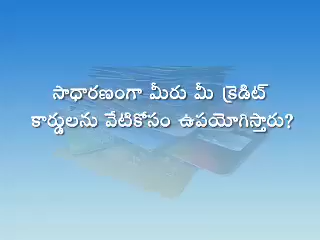 సాధారణంగా మీరు మీ క్రెడిట్
కార్డులను వేటికోసం ఉపయోగిస్తారు?